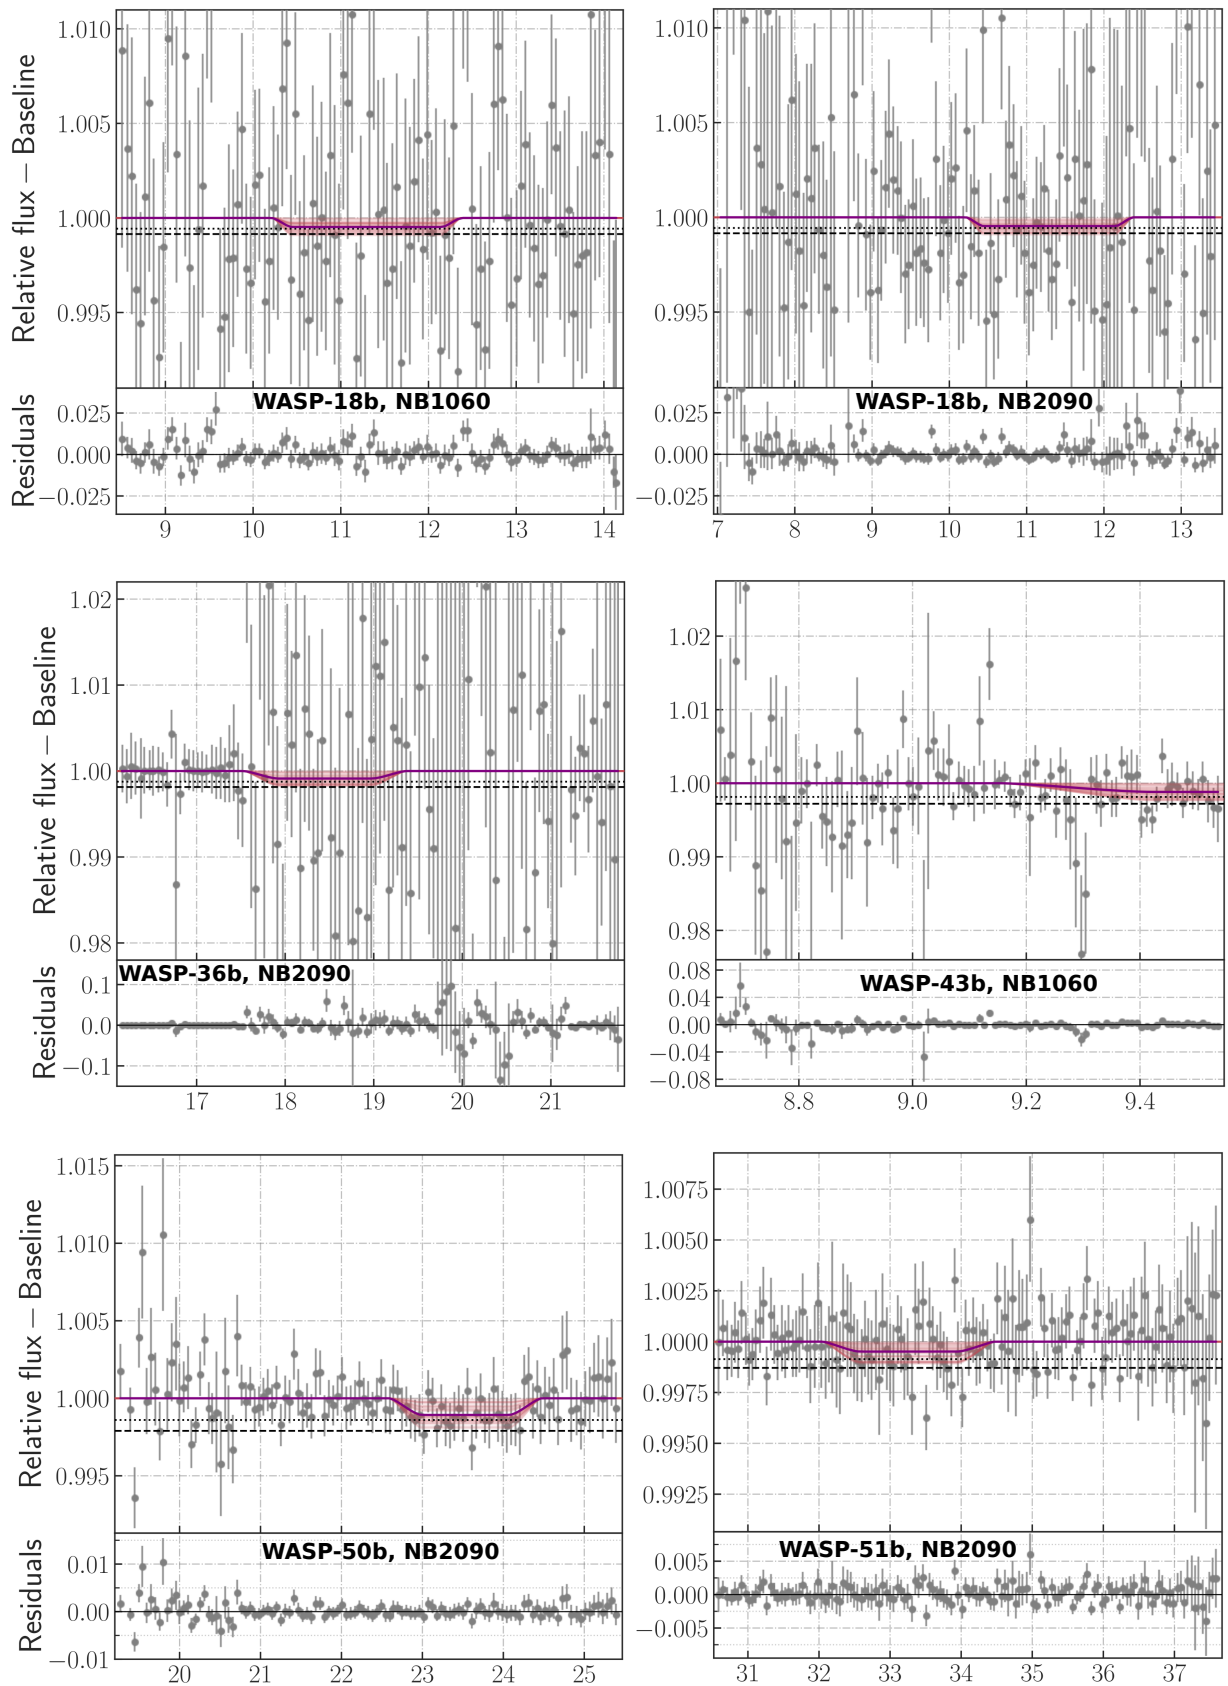 1.010
1.005
1.000
0.995
Relative flux − Baseline
1.010
1.005
1.000
0.995
WASP-18b, NB1060
0.025
0.000
−0.025
Residuals
9 10 11 12 13 14
WASP-18b, NB2090
0.025
0.000
−0.025
7 8 9 10 11 12 13
1.02
1.01
1.00
0.99
0.98
Relative flux − Baseline
1.02
1.01
1.00
0.99
0.98
WASP-36b, NB2090
0.1
0.0
−0.1
Residuals
17 18 19 20 21
WASP-43b, NB1060
0.08
0.04
0.00
−0.04
−0.08
8.8 9.0 9.2 9.4
1.015
1.010
1.005
1.000
0.995
Relative flux − Baseline
1.0075
1.0050
1.0025
1.0000
0.9975
0.9950
0.9925
WASP-50b, NB2090
0.01
0.00
−0.01
Residuals
20 21 22 23 24 25
WASP-51b, NB2090
0.005
0.000
−0.005
31 32 33 34 35 36 37